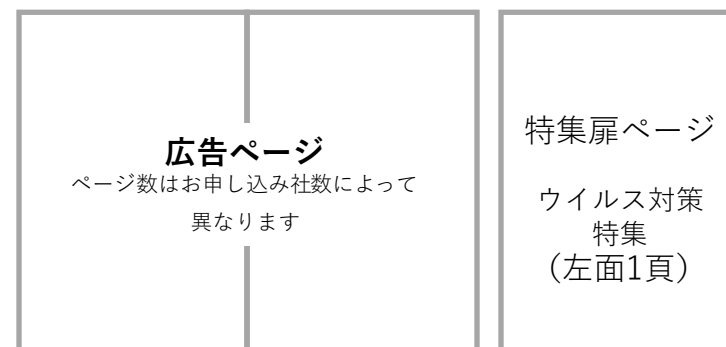 広告ページ
ページ数はお申し込み社数によって
異なります
特集扉ページ
ウイルス対策
特集
（左面1頁）